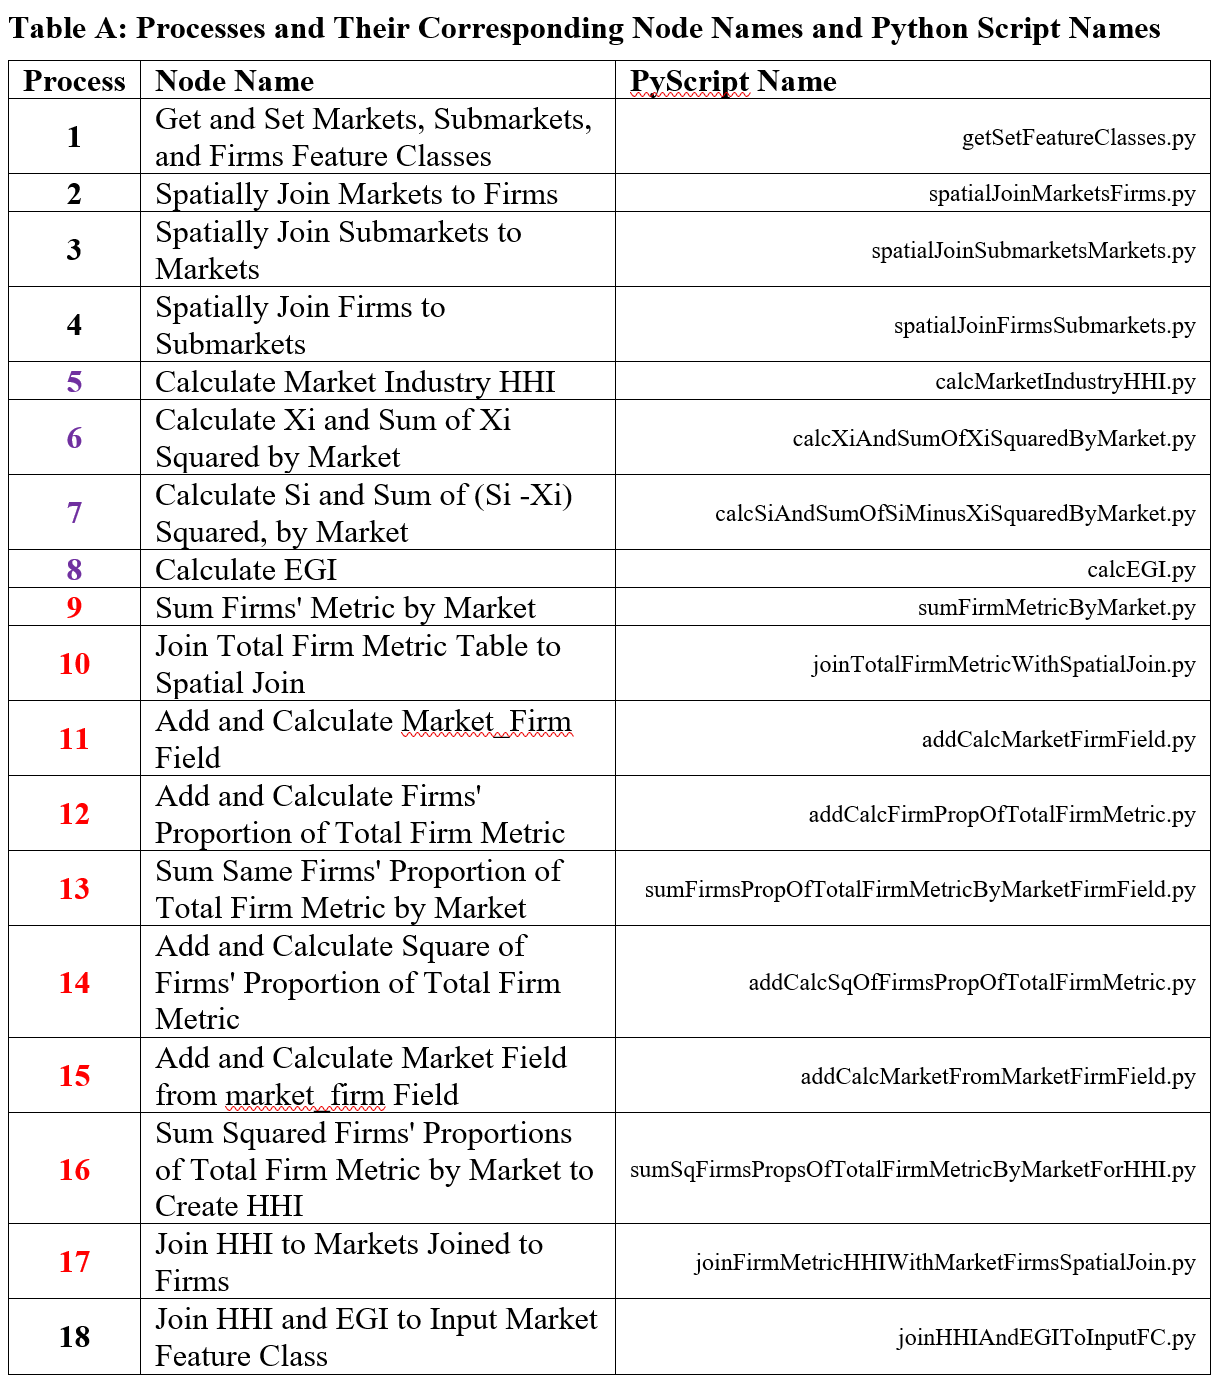 Table A: Processes and Their Corresponding Node Names and Python Script Names
Process Node Name PyScript Name
1 Get and Set Markets, Submarkets, and Firms Feature Classes getSetFeatureClasses.py
2 Spatially Join Markets to Firms spatialJoinMarketsFirms.py
3 Spatially Join Submarkets to Markets spatialJoinSubmarketsMarkets.py
4 Spatially Join Firms to Submarkets spatialJoinFirmsSubmarkets.py
5 Calculate Market Industry HHI calcMarketIndustryHHI.py
6 Calculate Xi and Sum of Xi Squared by Market calcXiAndSumOfXiSquaredByMarket.py
7 Calculate Si and Sum of (Si -Xi) Squared, by Market calcSiAndSumOfSiMinusXiSquaredByMarket.py
8 Calculate EGI calcEGI.py
9 Sum Firms' Metric by Market sumFirmMetricByMarket.py
10 Join Total Firm Metric Table to Spatial Join joinTotalFirmMetricWithSpatialJoin.py
11 Add and Calculate Market_Firm Field addCalcMarketFirmField.py
12 Add and Calculate Firms' Proportion of Total Firm Metric addCalcFirmPropOfTotalFirmMetric.py
13 Sum Same Firms' Proportion of Total Firm Metric by Market sumFirmsPropOfTotalFirmMetricByMarketFirmField.py
14 Add and Calculate Square of Firms' Proportion of Total Firm Metric addCalcSqOfFirmsPropOfTotalFirmMetric.py
15 Add and Calculate Market Field from market_firm Field addCalcMarketFromMarketFirmField.py
16 Sum Squared Firms' Proportions of Total Firm Metric by Market to Create HHI sumSqFirmsPropsOfTotalFirmMetricByMarketForHHI.py
17 Join HHI to Markets Joined to Firms joinFirmMetricHHIWithMarketFirmsSpatialJoin.py
18 Join HHI and EGI to Input Market Feature Class joinHHIAndEGIToInputFC.py